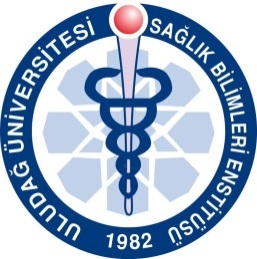 ULUDAĞ ÜNİVERSİTESİ
SAĞLIK BİLİMLERİ ENSTİTÜSÜ
1982